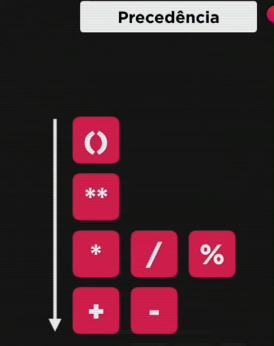 Precedência
()
**
* / %
+ -